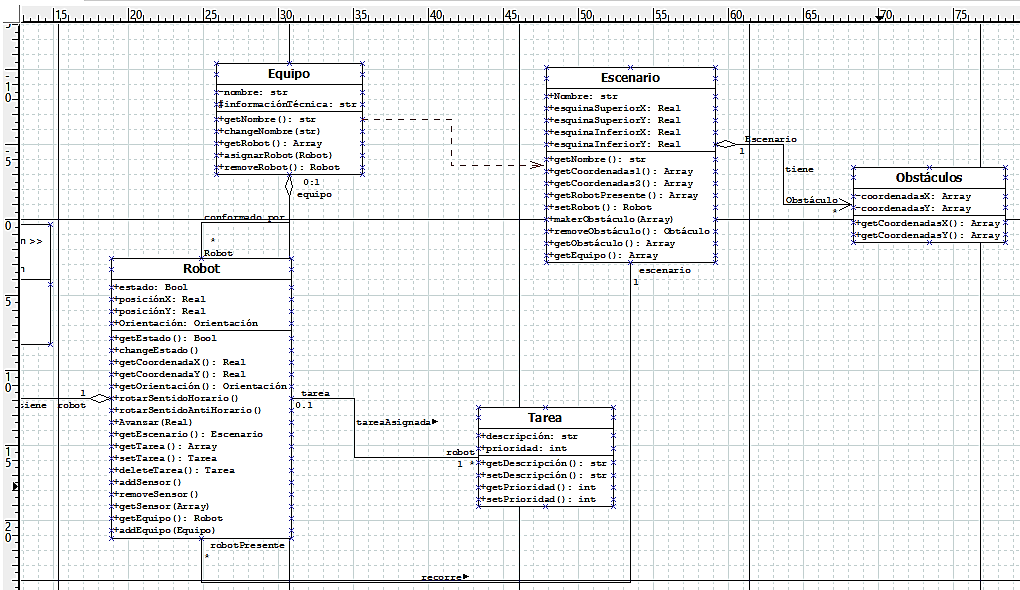 15
20
25
30
35
40
45
50
55
60
65
70
75
Equipo
-nombre: str
#informaciónTécnica: str
+getNombre(): str
+changeNombre(str)
+getRobot(): Array
+asignarRobot(Robot)
+removeRobot(): Robot
0:1
equipo
conformado por
*
Robot
Escenario
+Nombre: str
+esquinaSuperiorX: Real
+esquinaSuperiorY: Real
+esquinaInferiorX: Real
+esquinaInferiorY: Real
+getNombre(): str
+getCoordenadas1(): Array
+getCoordenadas2(): Array
+getRobotPresente(): Array
+setRobot(): Robot
+makerObstáculo(Array)
+removeObstáculo(): Obtáculo
+getObstáculo(): Array
+getEquipo(): Array
Escenario
1
tiene
Obstáculo
*
Obstáculos
-coordenadasX: Array
-coordenadasY: Array
+getCoordenadasX(): Array
+getCoordenadasY(): Array
escenario
1
n >>
n
Robot
+estado: Bool
+posiciónX: Real
+posiciónY: Real
+Orientación: Orientación
+getEstado(): Bool
+changeEstado()
+getCoordenadaX(): Real
+getCoordenadaY(): Real
+getOrientación(): Orientación
+rotarSentidoHorario()
+rotarSentidoAntiHorario()
+Avanzar(Real)
+getEscenario(): Escenario
+getTarea(): Array
+setTarea(): Tarea
+deleteTarea(): Tarea
+addSensor()
+removeSensor()
+getSensor(Array)
+getEquipo(): Robot
+addEquipo(Equipo)
1
tiene robot
tarea
0.1
tareaAsignada
robot
1 *
Tarea
+descripción: str
+prioridad: int
+getDescripción(): str
+setDescripción(): str
+getPrioridad(): int
+setPrioridad(): int
robotPresente
*
recorre